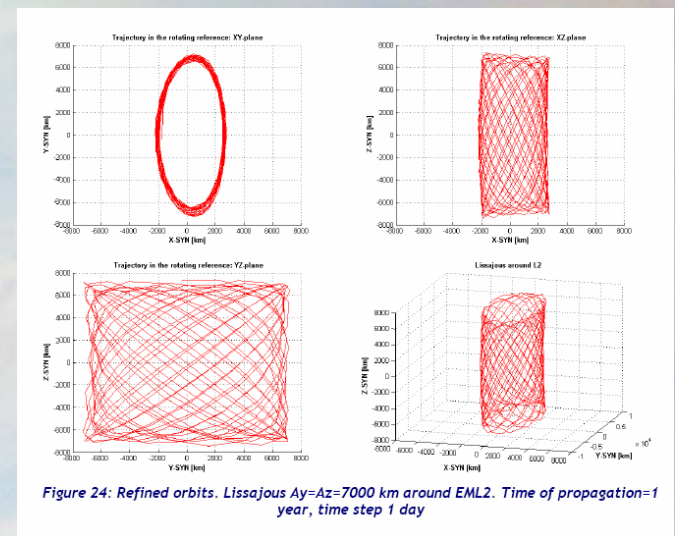 Trajectory in the rotating reference: XY-plane
8000
6000
4000
2000
0
-2000
-4000
-6000
-8000
Y-SYN [km]
-8000 -6000 -4000 -2000 0 2000 4000 6000 8000
X-SYN [km]
Trajectory in the rotating reference: XZ-plane
8000
6000
4000
2000
0
-2000
-4000
-6000
-8000
Z-SYN [km]
-8000 -6000 -4000 -2000 0 2000 4000 6000 8000
X-SYN [km]
Trajectory in the rotating reference: YZ-plane
8000
6000
4000
2000
0
-2000
-4000
-6000
-8000
Z-SYN [km]
-8000 -6000 -4000 -2000 0 2000 4000 6000 8000
Y-SYN [km]
Lissajous around L2
8000
6000
4000
2000
0
-2000
-4000
-6000
-8000
Z-SYN [km]
-8000 -6000 -4000 -2000 0 2000 4000 6000 8000
X-SYN [km]
-1 -0.5 0 0.5 1
Y-SYN [km]
Figure 24: Refined orbits. Lissajous Ay=Az=7000 km around EML2. Time of propagation=1
year, time step 1 day